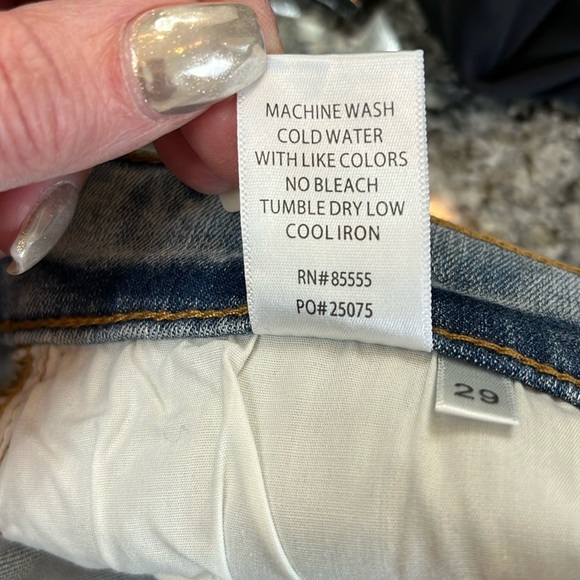 MACHINE WASH
COLD WATER
WITH LIKE COLORS
NO BLEACH
TUMBLE DRY LOW
COOL IRON
RN#85555
PO#25075
29